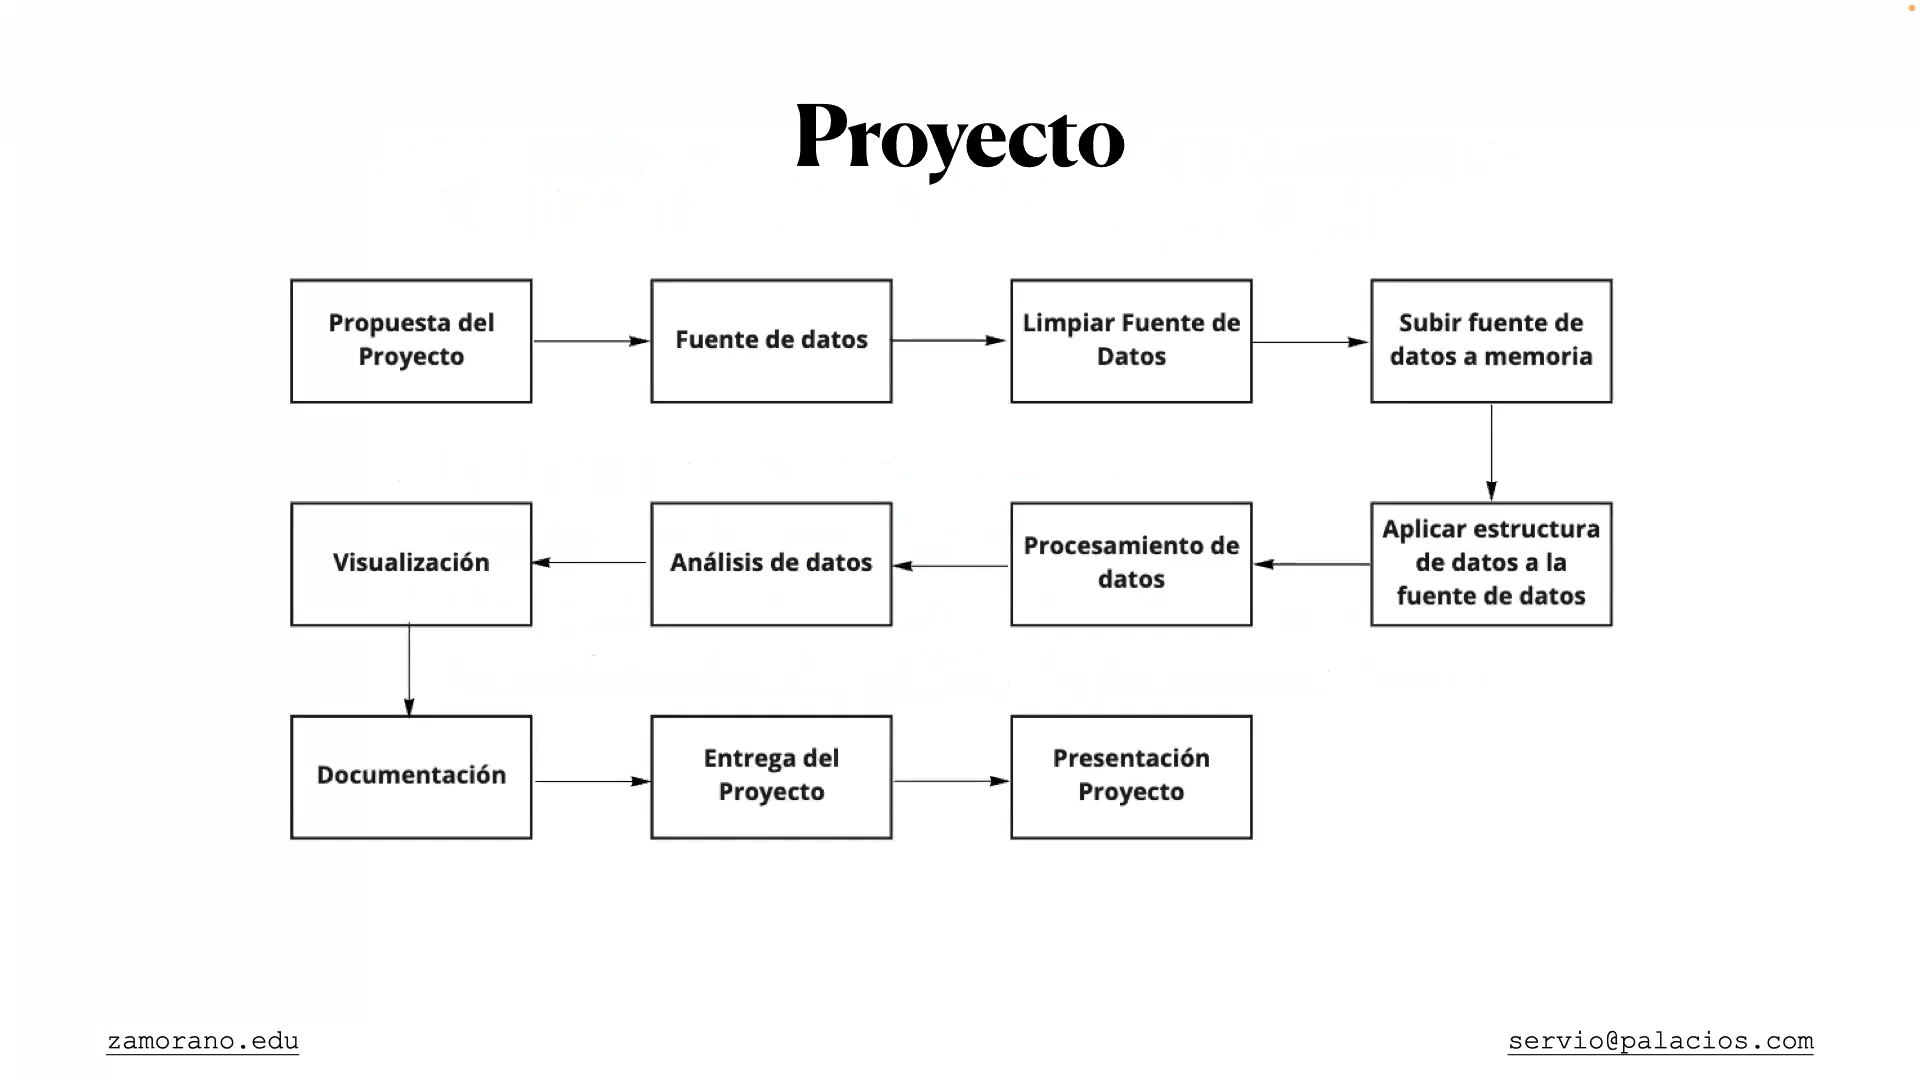 Proyecto
Propuesta del
Proyecto
Fuente de datos
Limpiar Fuente de
Datos
Subir fuente de
datos a memoria
Aplicar estructura
de datos a la
fuente de datos
Procesamiento de
datos
Análisis de datos
Visualización
Documentación
Entrega del
Proyecto
Presentación
Proyecto
zamorano.edu
servio@palacios.com